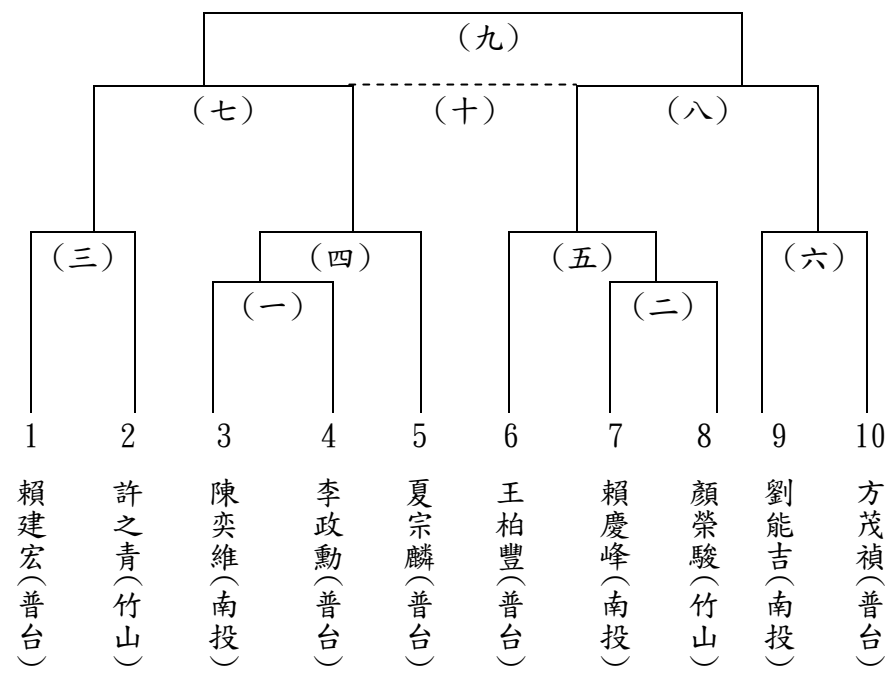 (九)
(七)
(十)
(八)
(三)
(四)
(五)
(六)
(一)
(二)
1
2
3
4
5
6
7
8
9
10
賴建宏(普台)
許之青(竹山)
陳奕維(南投)
李政勳(普台)
夏宗麟(普台)
王柏豐(普台)
賴慶峰(南投)
顏榮駿(竹山)
劉能吉(南投)
方茂禎(普台)